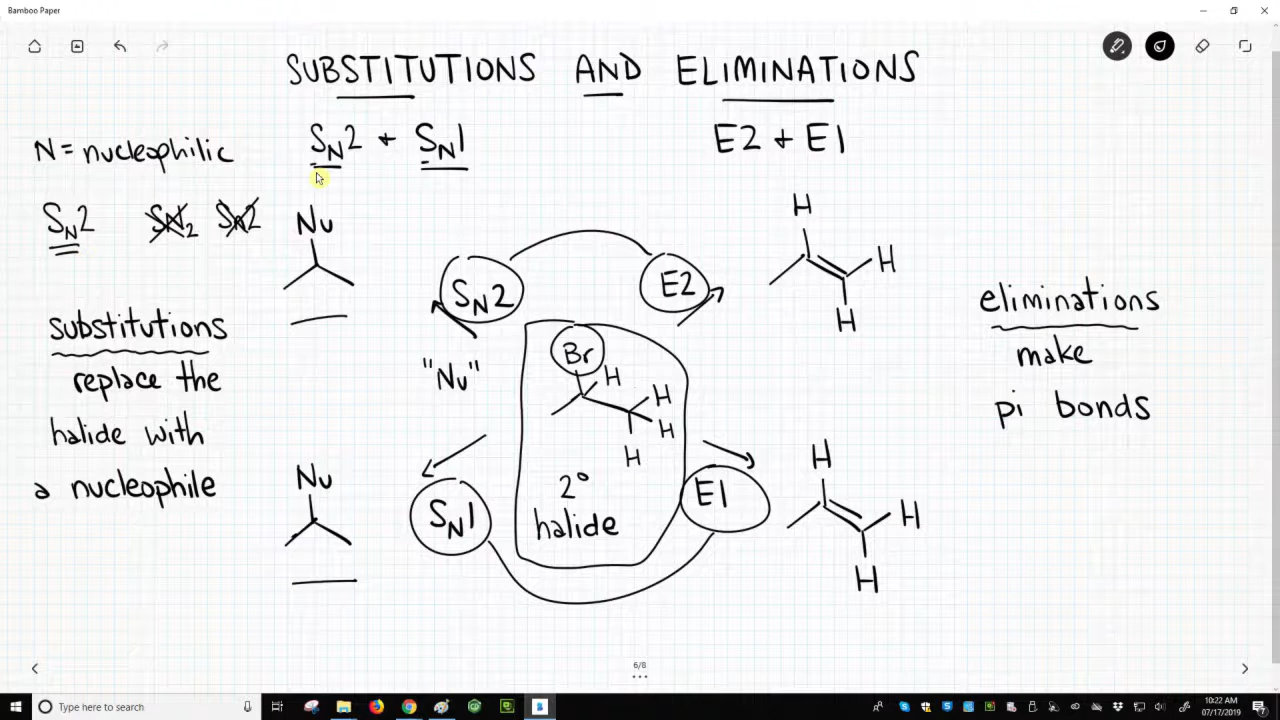 Bamboo Paper
SUBSTITUTIONS AND ELIMINATIONS
N = nucleophilic
SN2 + SN1
E2 + E1
SN2 SN2 SN2
Nu
H
H
H
SN2
E2
substitutions
replace the
halide with
a nucleophile
"Nu"
Br
H
H
H
H
2° halide
eliminations
make
pi bonds
Nu
SN1
E1
H
H
H
6/8
Type here to search
10:22 AM
07/17/2019